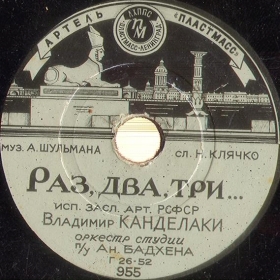 АРТЕЛЬ "ПЛАСТМАСС"
ЛЕНИНГРАД
МУЗ. А. ШУЛЬМАНА
СЛ. Н. КЛЯЧКО
РАЗ, ДВА, ТРИ...
ИСП. ЗАСЛ. АРТ. РСФСР
ВЛАДИМИР КАНДЕЛАКИ
ОРКЕСТР СТУДИИ
П/У АН. БАДХЕНА
Г 26-52
955